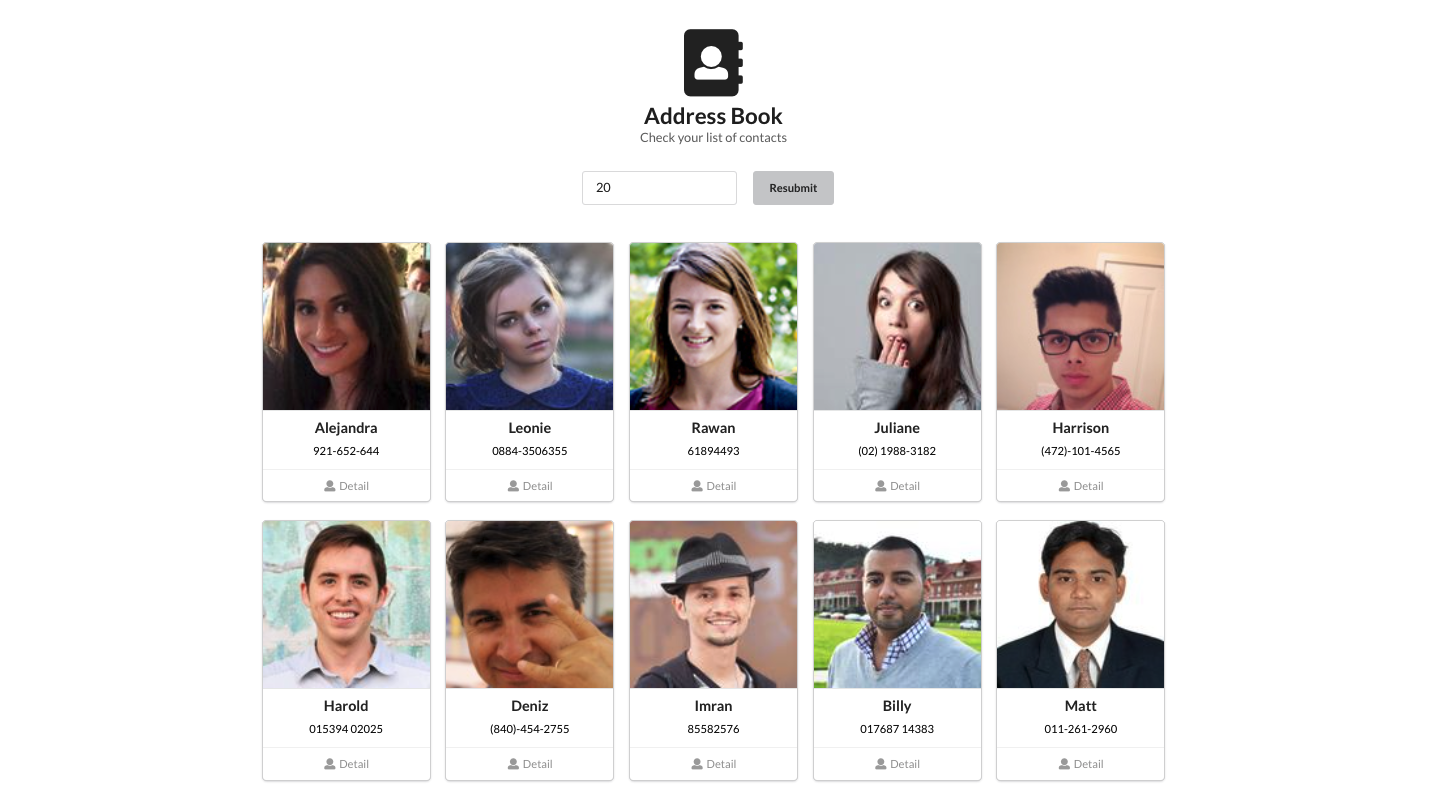 Address Book
Check your list of contacts
20
Resubmit
Alejandra
921-652-644
Detail
Leonie
0884-3506355
Detail
Rawan
61894493
Detail
Juliane
(02) 1988-3182
Detail
Harrison
(472)-101-4565
Detail
Harold
015394 02025
Detail
Deniz
(840)-454-2755
Detail
Imran
85582576
Detail
Billy
017687 14383
Detail
Matt
011-261-2960
Detail